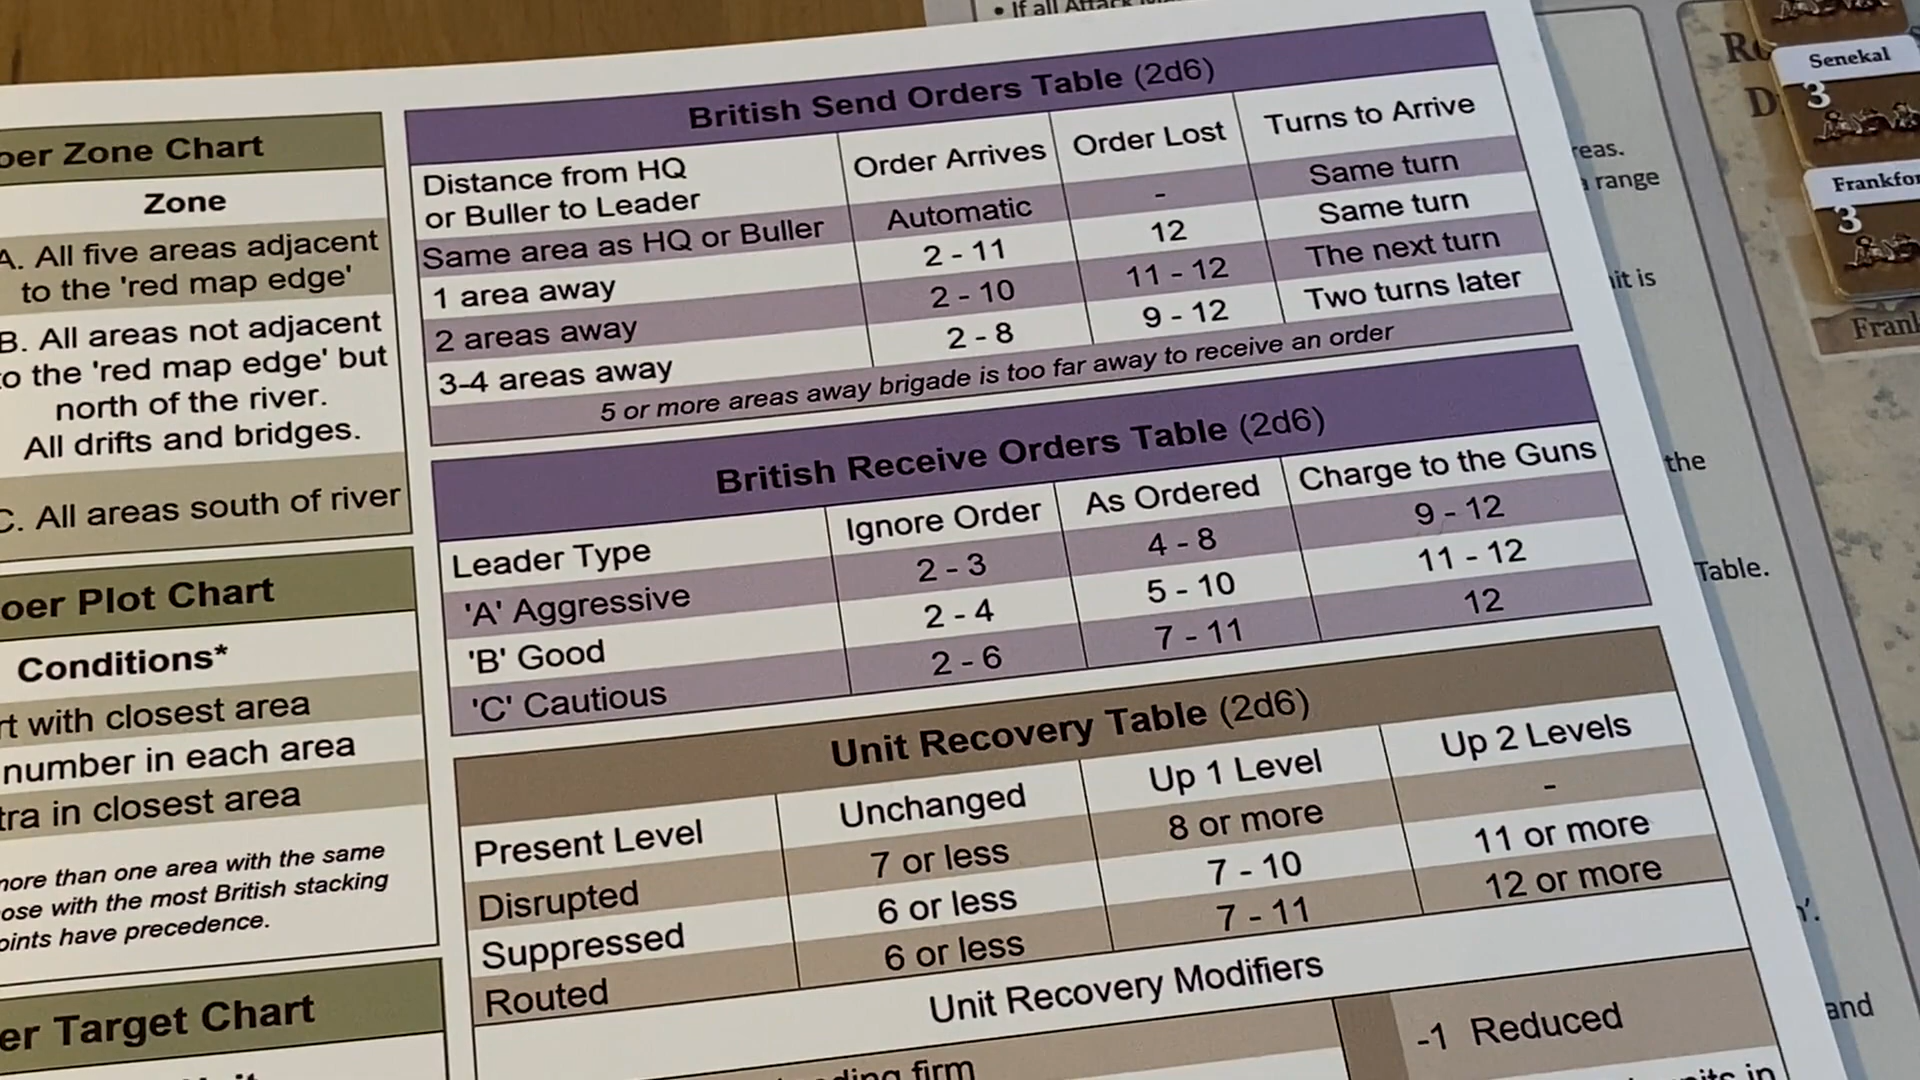 • If all Attack
British Send Orders Table (2d6)
Distance from HQ
or Buller to Leader
Order Arrives
Order Lost
Turns to Arrive
Same area as HQ or Buller
Automatic
-
Same turn
1 area away
2 - 11
12
Same turn
2 areas away
2 - 10
11 - 12
The next turn
3-4 areas away
2 - 8
9 - 12
Two turns later
5 or more areas away brigade is too far away to receive an order
British Receive Orders Table (2d6)
Leader Type
Ignore Order
As Ordered
Charge to the Guns
'A' Aggressive
2 - 3
4 - 8
9 - 12
'B' Good
2 - 4
5 - 10
11 - 12
'C' Cautious
2 - 6
7 - 11
12
Unit Recovery Table (2d6)
Present Level
Unchanged
Up 1 Level
Up 2 Levels
Disrupted
7 or less
8 or more
-
Suppressed
6 or less
7 - 10
11 or more
Routed
6 or less
7 - 11
12 or more
Unit Recovery Modifiers
firm
-1 Reduced
in
Zone Chart
Zone
A. All five areas adjacent
to the 'red map edge'
B. All areas not adjacent
to the 'red map edge' but
north of the river.
All drifts and bridges.
C. All areas south of river
Plot Chart
Conditions*
with closest area
number in each area
in closest area
more than one area with the same
with the most British stacking
points have precedence.
Target Chart
range
it is
the
Table.
and
Senekal
3
3